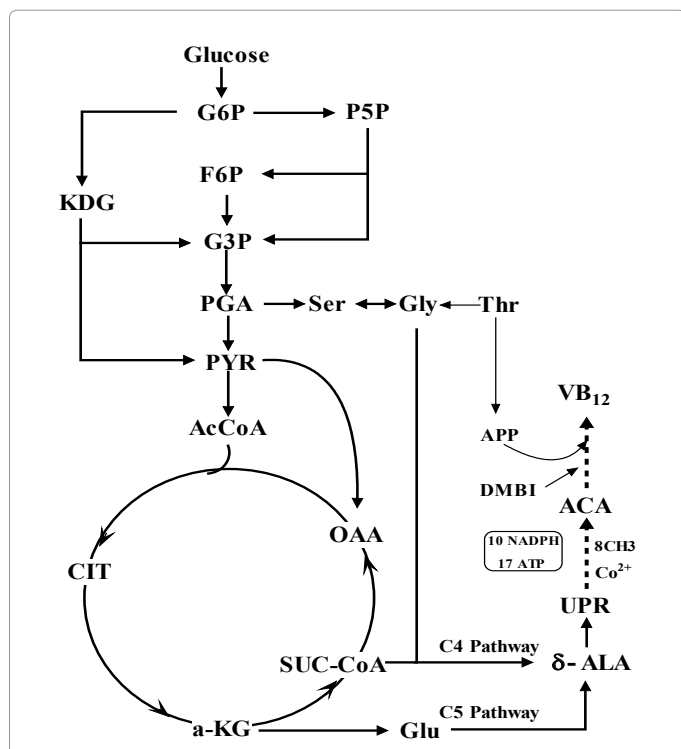 Glucose
G6P P5P
F6P
KDG
G3P
PGA Ser Gly Thr
PYR
VB12
AcCoA APP
DMBI
ACA
OAA 10 NADPH 8CH3
17 ATP
CIT Co2+
UPR
SUC-CoA C4 Pathway δ- ALA
a-KG Glu C5 Pathway